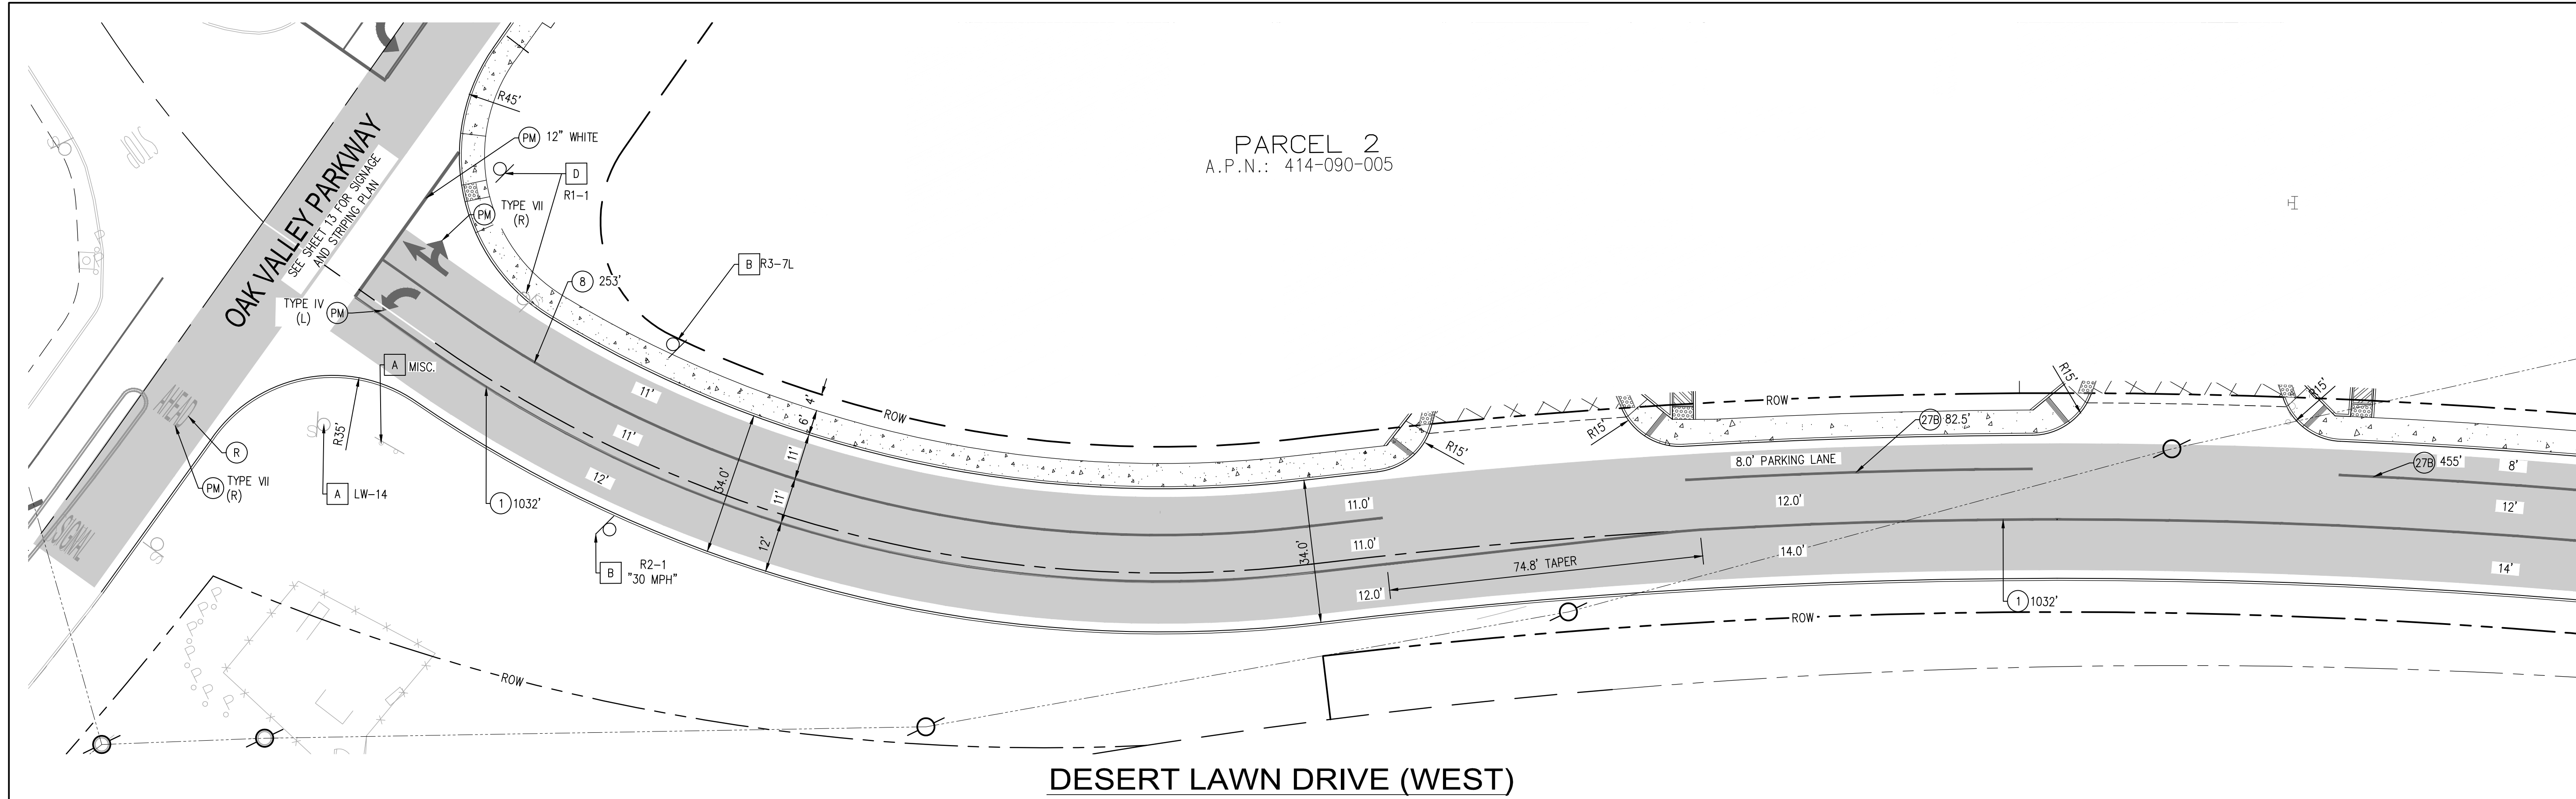 STOP
R45'
PM 12" WHITE
D
R1-1
PM TYPE VII
(R)
OAK VALLEY PARKWAY
SEE SHEET 13 FOR SIGNAGE
AND STRIPING PLAN
TYPE IV
(L)
PM
PARCEL 2
A.P.N.: 414-090-005
B R3-7L
8 253'
A MISC.
AHEAD
R
PM TYPE VII
(R)
SIGNAL
R35'
A LW-14
1 1032'
11'
11'
12'
4'
6'
11'
11'
12'
34.0'
ROW
B R2-1
"30 MPH"
ROW
34.0'
11.0'
11.0'
12.0'
74.8' TAPER
R15'
R15'
8.0' PARKING LANE
27B 82.5'
ROW
R15'
R15'
12.0'
14.0'
1 1032'
ROW
27B 455'
8'
12'
14'
DESERT LAWN DRIVE (WEST)